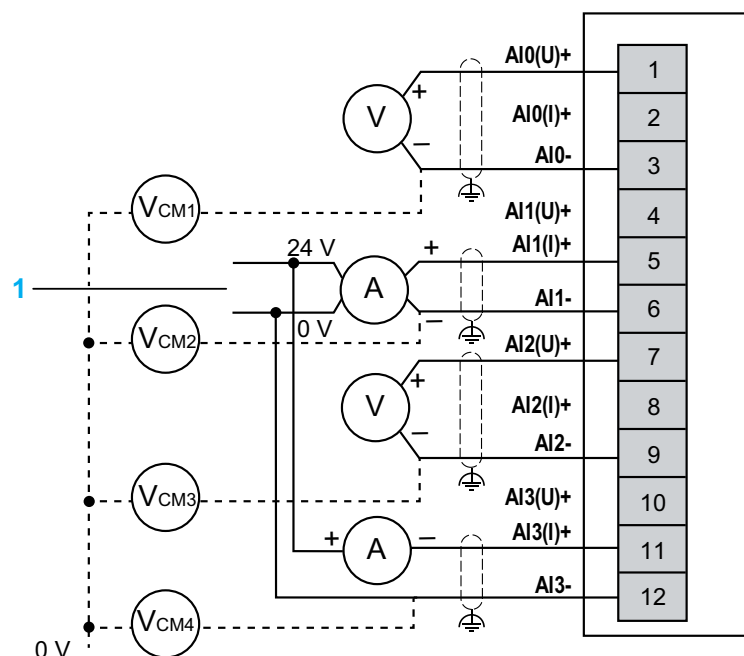 AI0(U)+
1
+
V
AI0(I)+
2
−
AI0-
3
VCM1
AI1(U)+
4
24 V
+
AI1(I)+
5
1
A
AI1-
6
0 V
−
VCM2
AI2(U)+
7
+
V
AI2(I)+
8
−
AI2-
9
VCM3
AI3(U)+
10
+
A
−
AI3(I)+
11
AI3-
12
VCM4
0 V